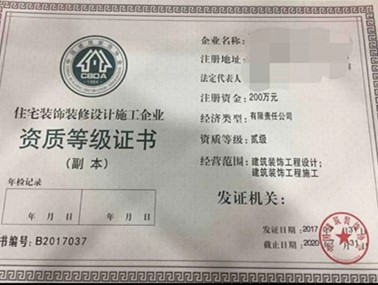 CBDA
1984
住宅装饰装修设计施工企业
资质等级证书
(副 本)
年检记录
年 月 日
年 月 日
书编号: B2017037
企业名称:
注册地址:
法定代表人
注册资金: 200万元
经济类型: 有限责任公司
资质等级: 贰级
经营范围: 建筑装饰工程设计;
建筑装饰工程施工
发证机关:
发证日期: 2017
截止日期: 2020